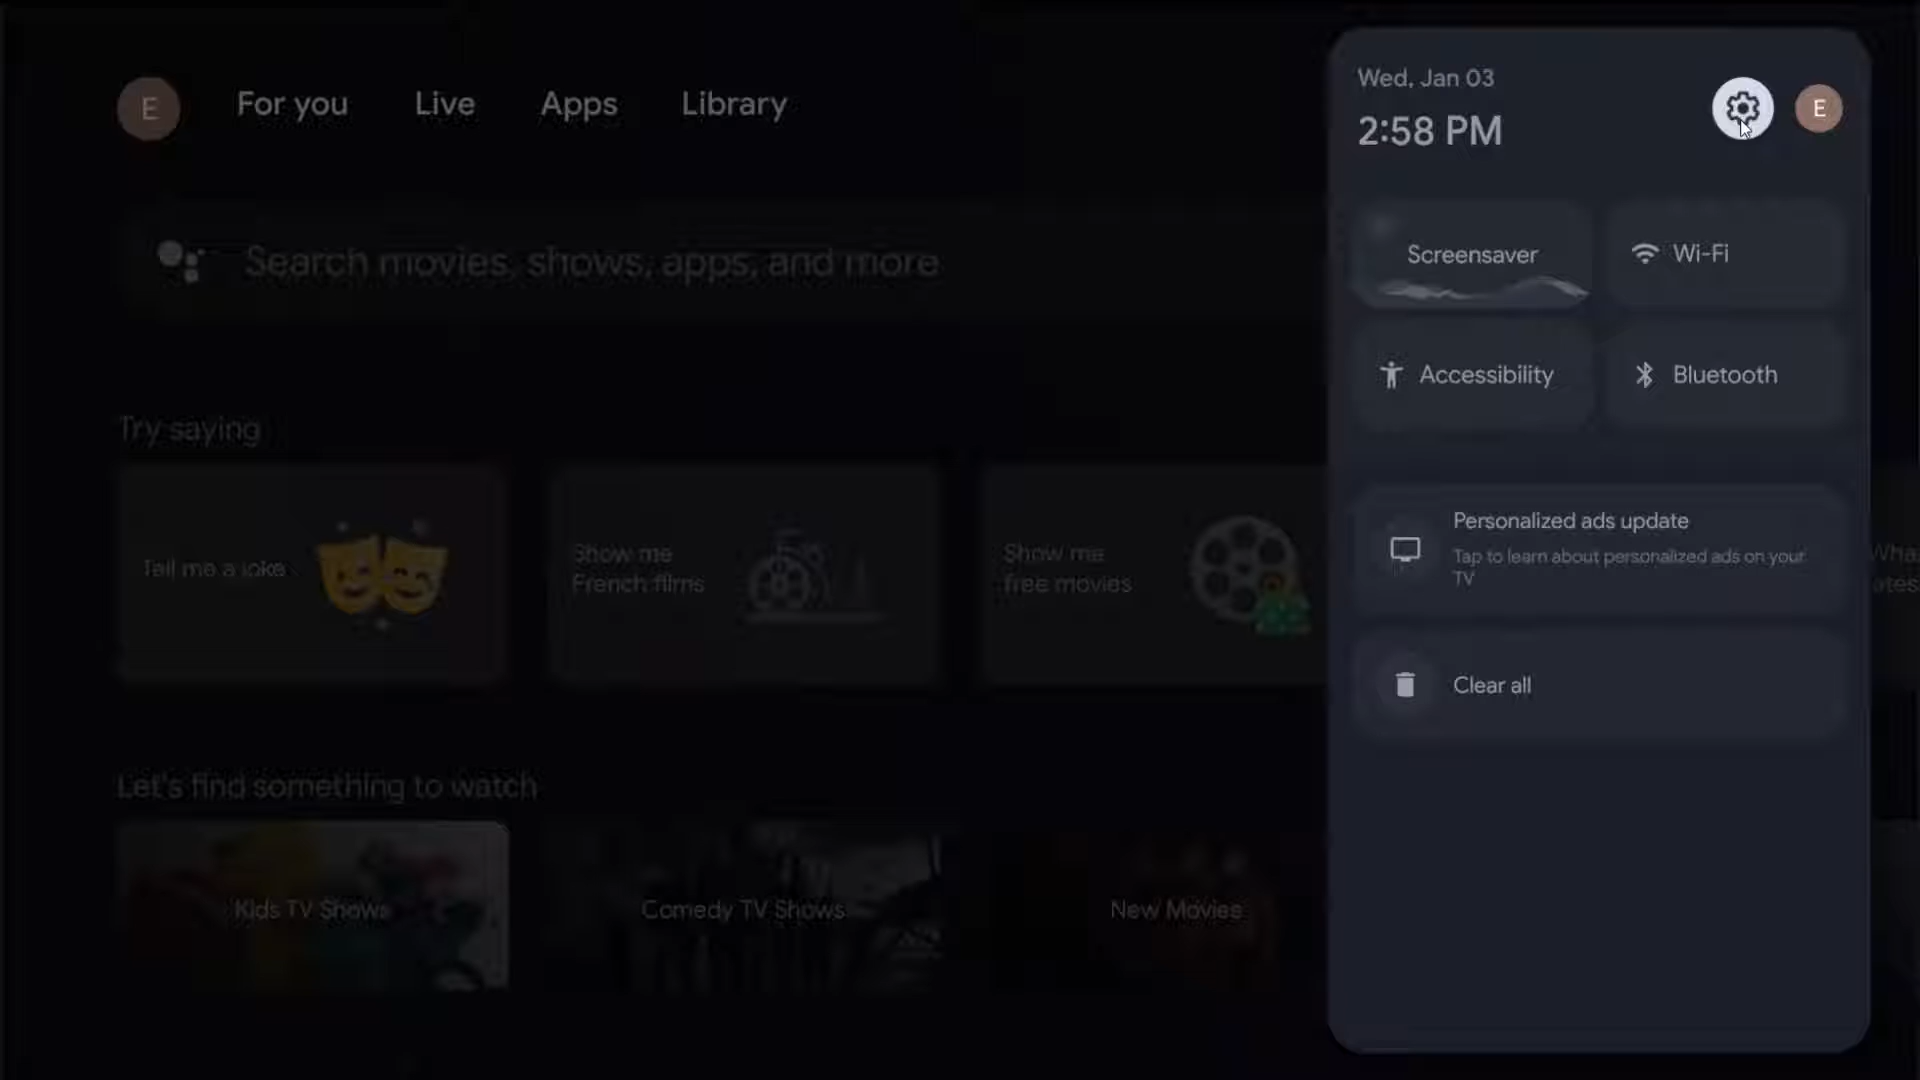 E
For you
Live
Apps
Library
Search movies, shows, apps, and more
Try saying
Tell me a joke
Show me
French films
Show me
free movies
Let's find something to watch
Kids TV Shows
Comedy TV Shows
New Movies
Wed, Jan 03
2:58 PM
E
Screensaver
Wi-Fi
Accessibility
Bluetooth
Personalized ads update
Tap to learn about personalized ads on your
TV
Clear all